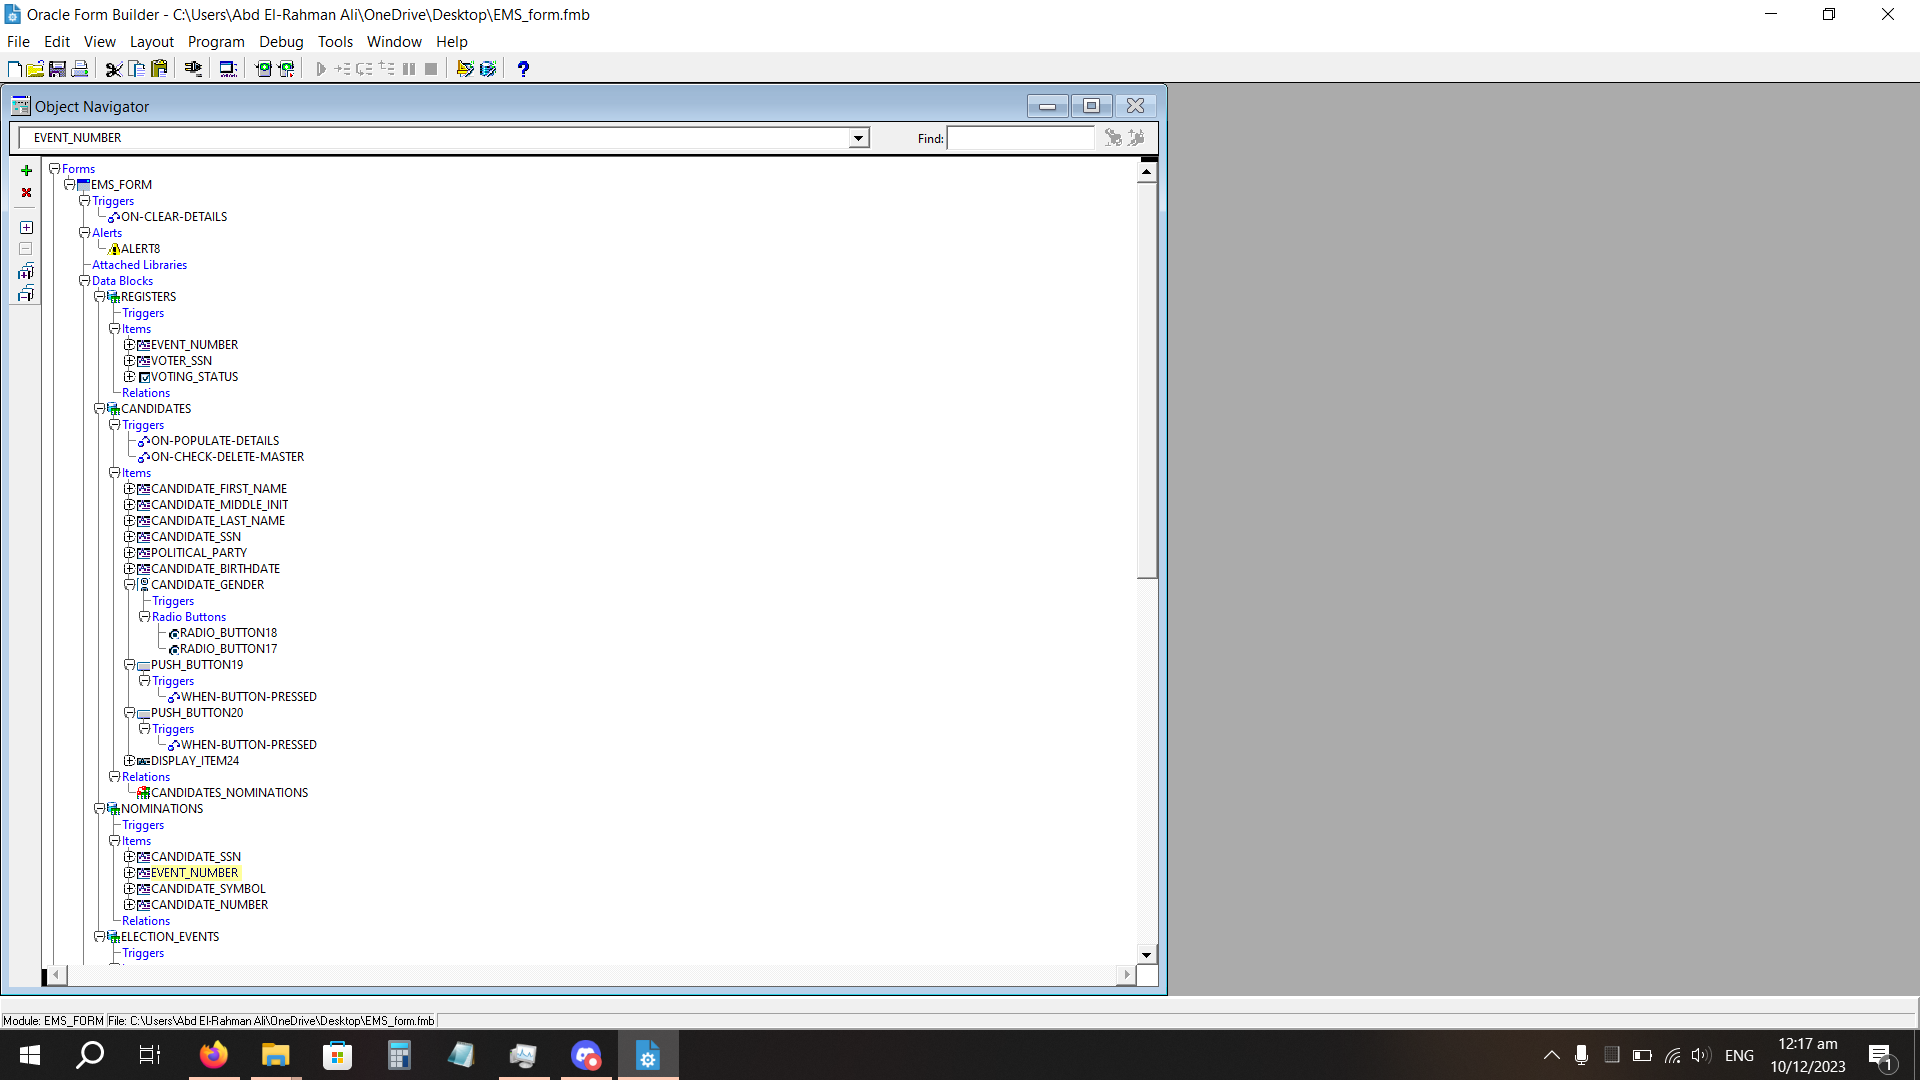 Oracle Form Builder - C:\Users\Abd El-Rahman Ali\OneDrive\Desktop\EMS_form.fmb
File Edit View Layout Program Debug Tools Window Help
Object Navigator
EVENT_NUMBER
Find:
Forms
EMS_FORM
Triggers
ON-CLEAR-DETAILS
Alerts
ALERT8
Attached Libraries
Data Blocks
REGISTERS
Triggers
Items
EVENT_NUMBER
VOTER_SSN
VOTING_STATUS
Relations
CANDIDATES
Triggers
ON-POPULATE-DETAILS
ON-CHECK-DELETE-MASTER
Items
CANDIDATE_FIRST_NAME
CANDIDATE_MIDDLE_INIT
CANDIDATE_LAST_NAME
CANDIDATE_SSN
POLITICAL_PARTY
CANDIDATE_BIRTHDATE
CANDIDATE_GENDER
Triggers
Radio Buttons
RADIO_BUTTON18
RADIO_BUTTON17
PUSH_BUTTON19
Triggers
WHEN-BUTTON-PRESSED
PUSH_BUTTON20
Triggers
WHEN-BUTTON-PRESSED
DISPLAY_ITEM24
Relations
CANDIDATES_NOMINATIONS
NOMINATIONS
Triggers
Items
CANDIDATE_SSN
EVENT_NUMBER
CANDIDATE_SYMBOL
CANDIDATE_NUMBER
Relations
ELECTION_EVENTS
Triggers
Module: EMS_FORM File: C:\Users\Abd El-Rahman Ali\OneDrive\Desktop\EMS_form.fmb
ENG
12:17 am
10/12/2023
1